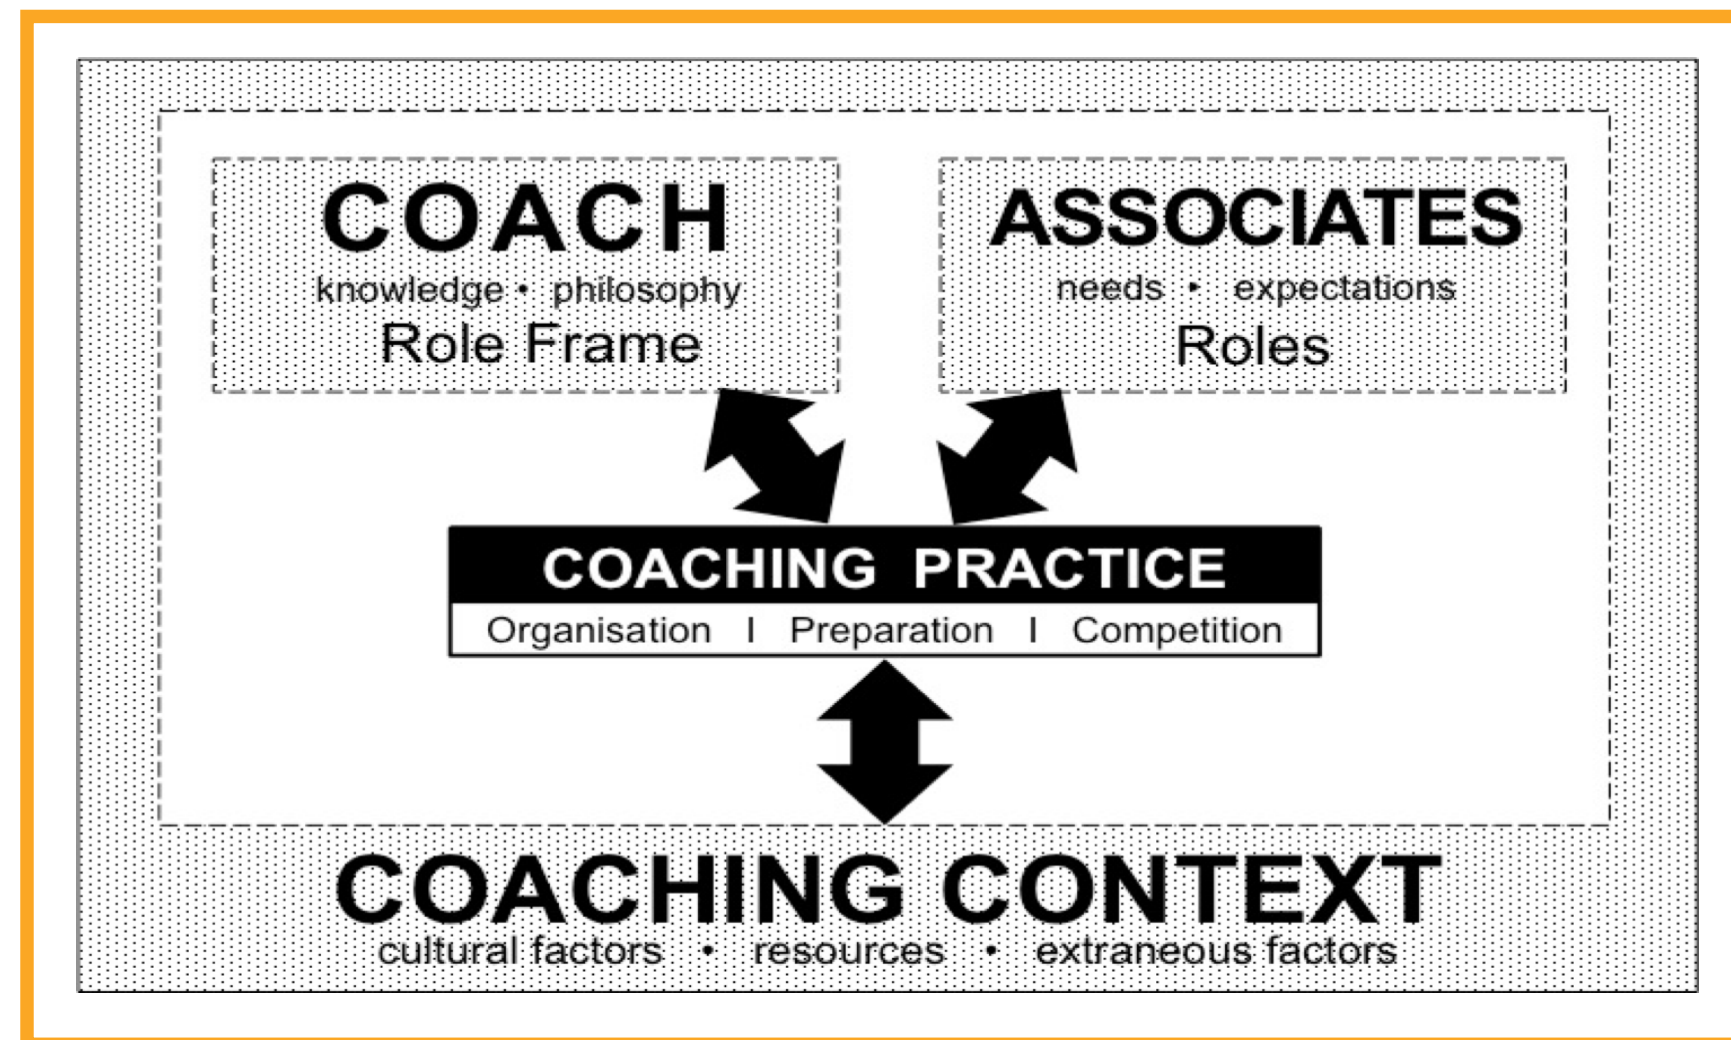 COACH
knowledge • philosophy
Role Frame
ASSOCIATES
needs • expectations
Roles
COACHING PRACTICE
Organisation | Preparation | Competition
COACHING CONTEXT
cultural factors • resources • extraneous factors